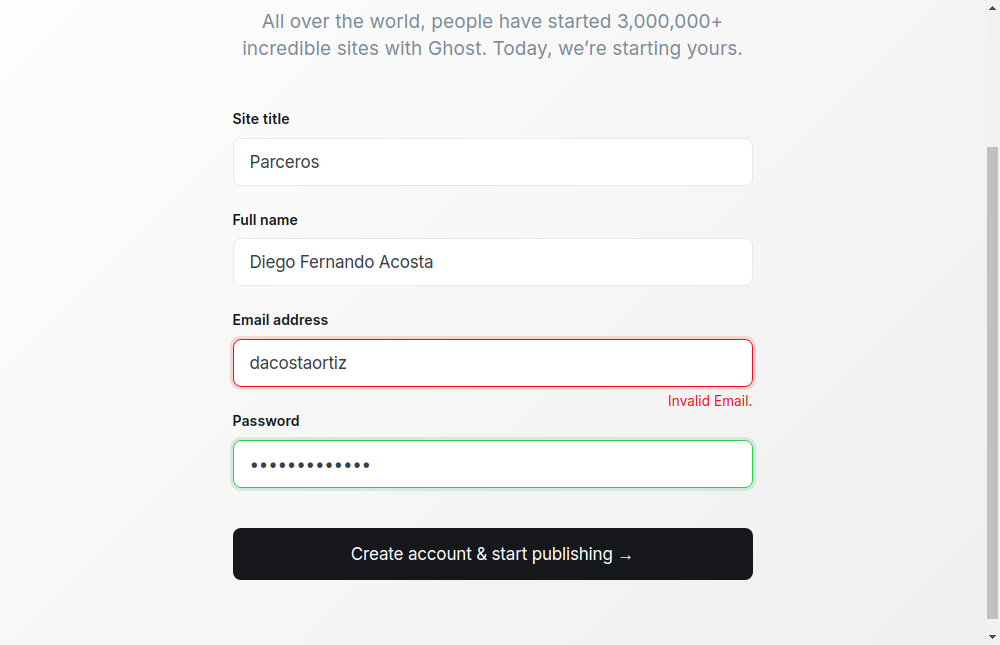 All over the world, people have started 3,000,000+
incredible sites with Ghost. Today, we’re starting yours.
Site title
Parceros
Full name
Diego Fernando Acosta
Email address
dacostaortiz
Invalid Email.
Password
•••••••••••••
Create account & start publishing →